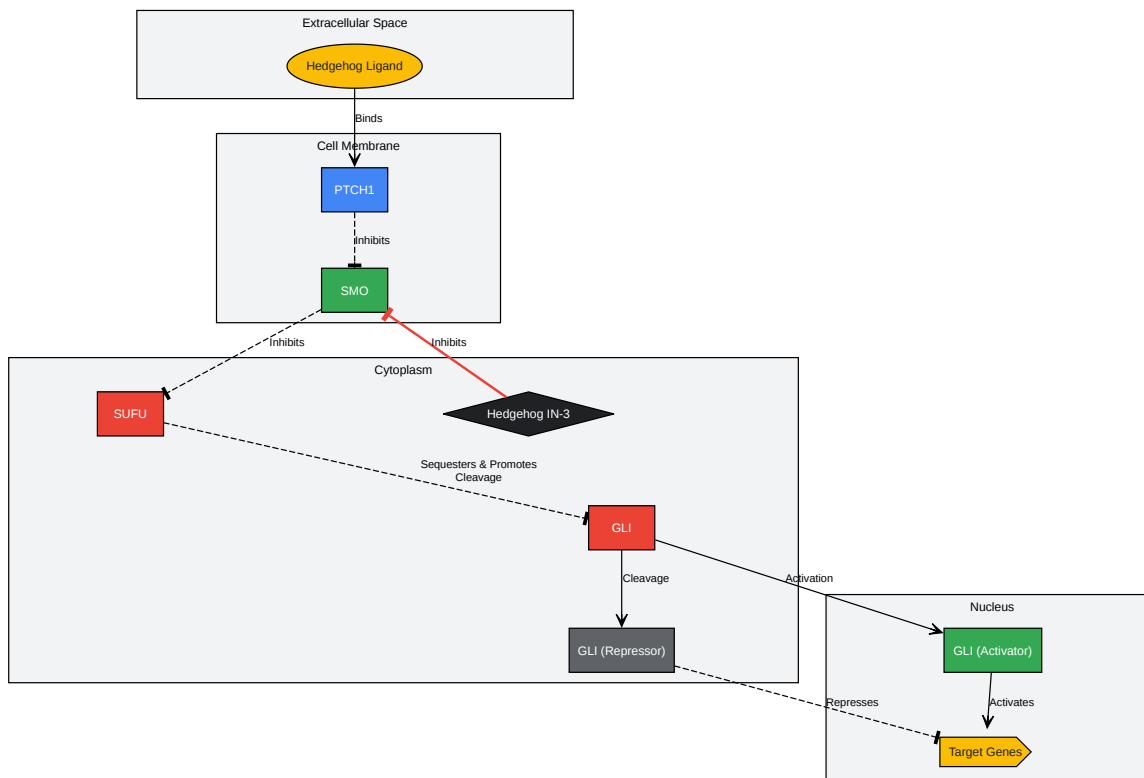 Extracellular Space
Hedgehog Ligand
Binds
Cell Membrane
PTCH1
Inhibits
SMO
Inhibits
Inhibits
Cytoplasm
SUFU
Hedgehog IN-3
Sequesters & Promotes
Cleavage
GLI
Cleavage
Activation
Nucleus
GLI (Repressor)
GLI (Activator)
Represses
Activates
Target Genes